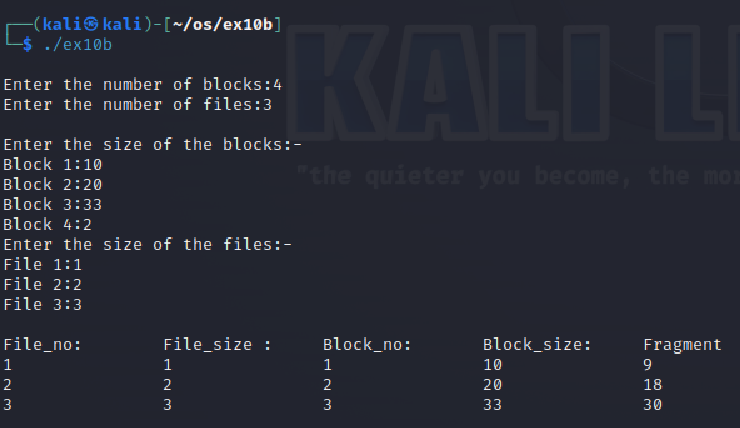 ┌──(kali㉿kali)-[~/os/ex10b]
└─$ ./ex10b
KALI L
"the quieter you become, the mor
Enter the number of blocks:4
Enter the number of files:3
Enter the size of the blocks:-
Block 1:10
Block 2:20
Block 3:33
Block 4:2
Enter the size of the files:-
File 1:1
File 2:2
File 3:3
File_no: File_size : Block_no: Block_size: Fragment
1 1 1 10 9
2 2 2 20 18
3 3 3 33 30